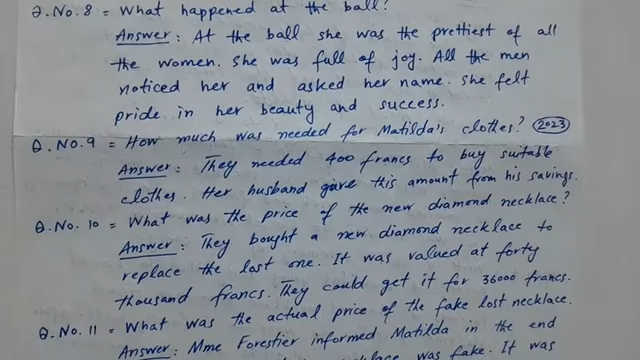 Q.No.8 = What happened at the ball?
Answer: At the ball she was the prettiest of all
the women. She was full of joy. All the men
noticed her and asked her name. She felt
pride in her beauty and success.
Q.No.9 = How much was needed for Matilda's clothes? 2023
Answer: They needed 400 francs to buy suitable
clothes. Her husband gave this amount from his savings.
Q.No.10 = What was the price of the new diamond necklace?
Answer: They bought a new diamond necklace to
replace the lost one. It was valued at forty
thousand francs. They could get it for 36000 francs.
Q.No.11 = What was the actual price of the fake lost necklace.
Answer: Mme Forestier informed Matilda in the end
necklace was fake. It was